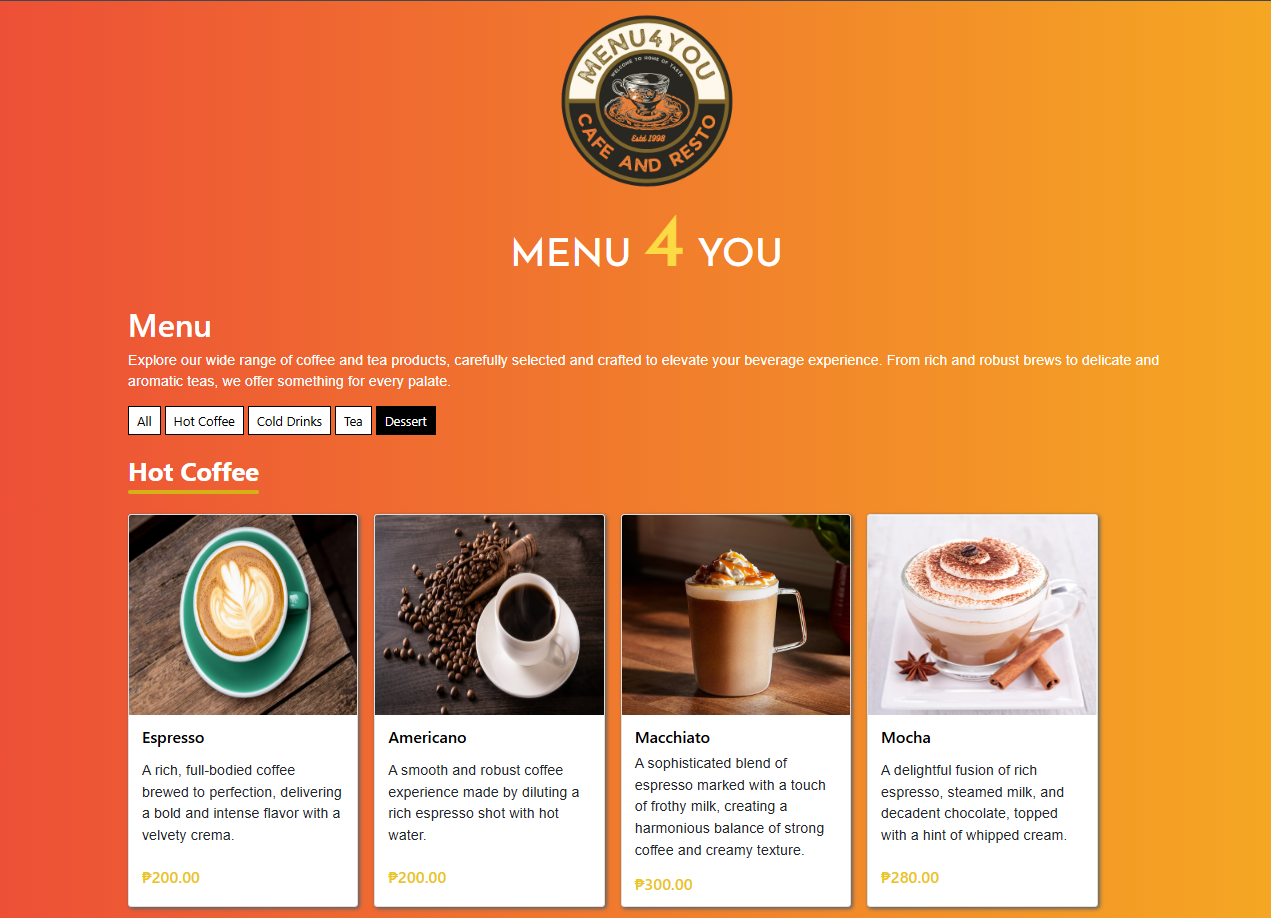 MENU4YOU
WELCOME TO HOME OF TASTE
Estd 1998
CAFE AND RESTO
MENU 4 YOU
Menu
Explore our wide range of coffee and tea products, carefully selected and crafted to elevate your beverage experience. From rich and robust brews to delicate and
aromatic teas, we offer something for every palate.
All Hot Coffee Cold Drinks Tea Dessert
Hot Coffee
Espresso
A rich, full-bodied coffee
brewed to perfection, delivering
a bold and intense flavor with a
velvety crema.
₱200.00
Americano
A smooth and robust coffee
experience made by diluting a
rich espresso shot with hot
water.
₱200.00
Macchiato
A sophisticated blend of
espresso marked with a touch
of frothy milk, creating a
harmonious balance of strong
coffee and creamy texture.
₱300.00
Mocha
A delightful fusion of rich
espresso, steamed milk, and
decadent chocolate, topped
with a hint of whipped cream.
₱280.00